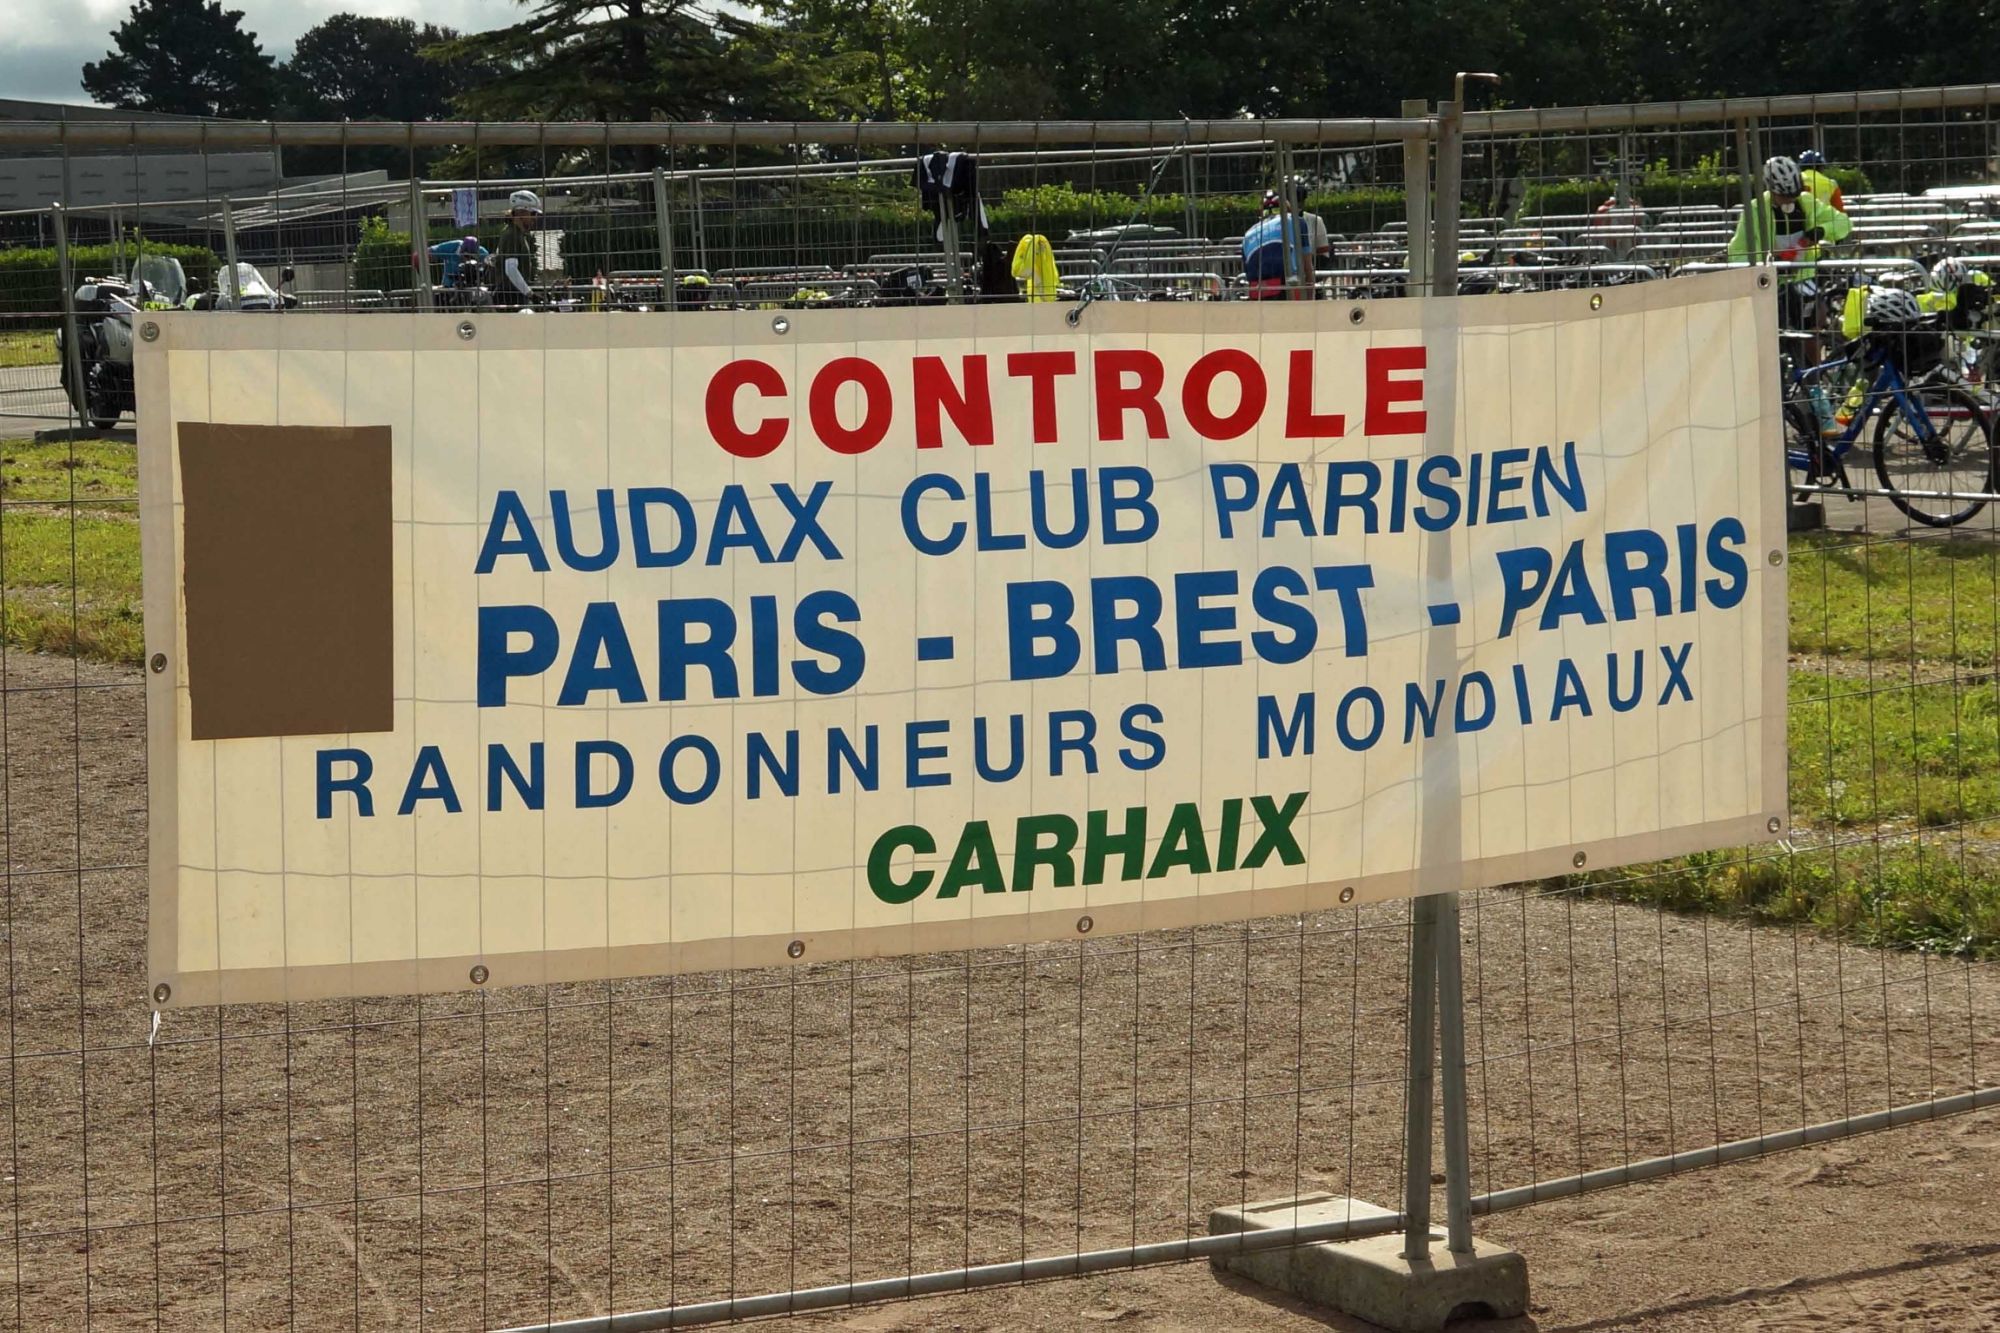 CONTROLE
AUDAX CLUB PARISIEN
PARIS - BREST - PARIS
RANDONNEURS MONDIAUX
CARHAIX